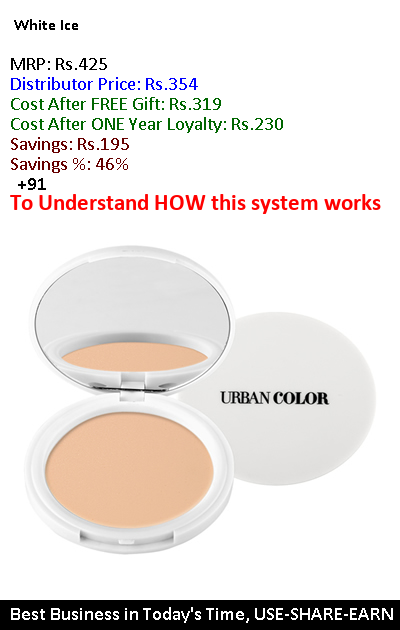 White Ice
MRP: Rs.425
Distributor Price: Rs.354
Cost After FREE Gift: Rs.319
Cost After ONE Year Loyalty: Rs.230
Savings: Rs.195
Savings %: 46%
+91
To Understand HOW this system works
URBAN COLOR
Best Business in Today's Time, USE-SHARE-EARN